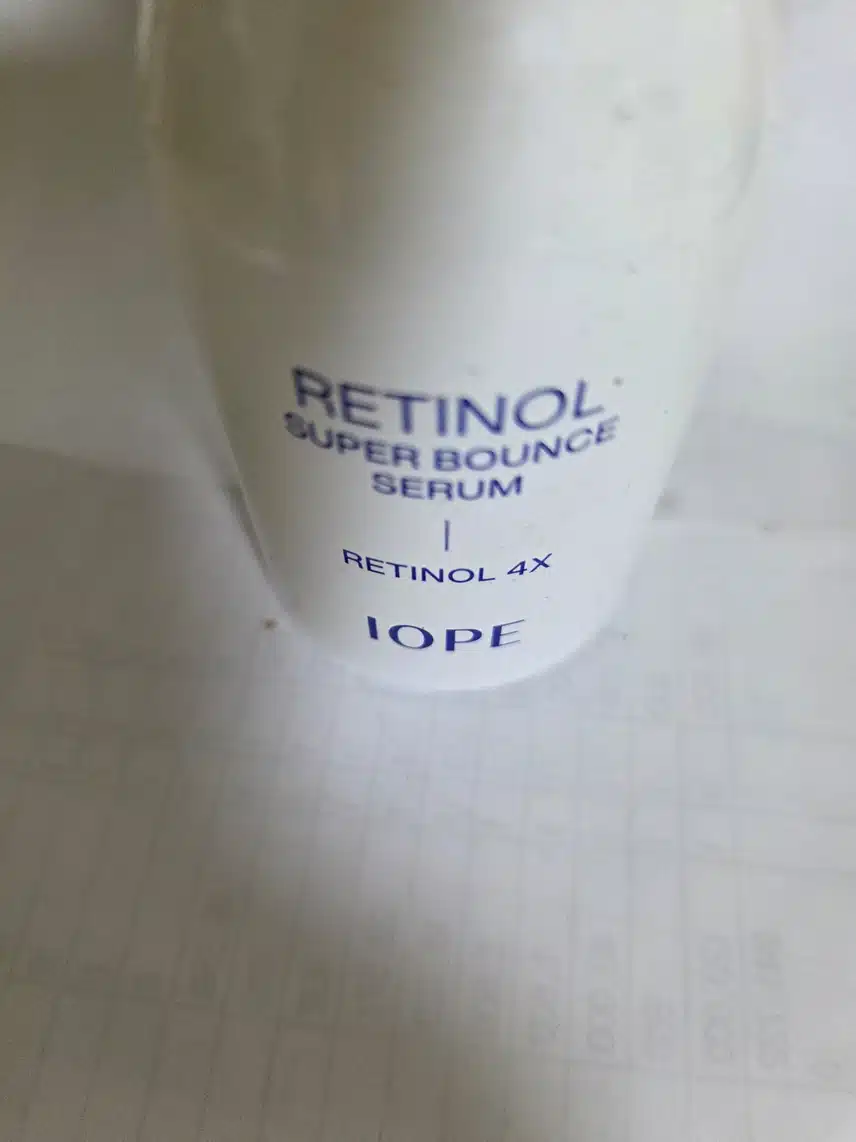 RETINOL
SUPER BOUNCE
SERUM
RETINOL 4X
IOPE